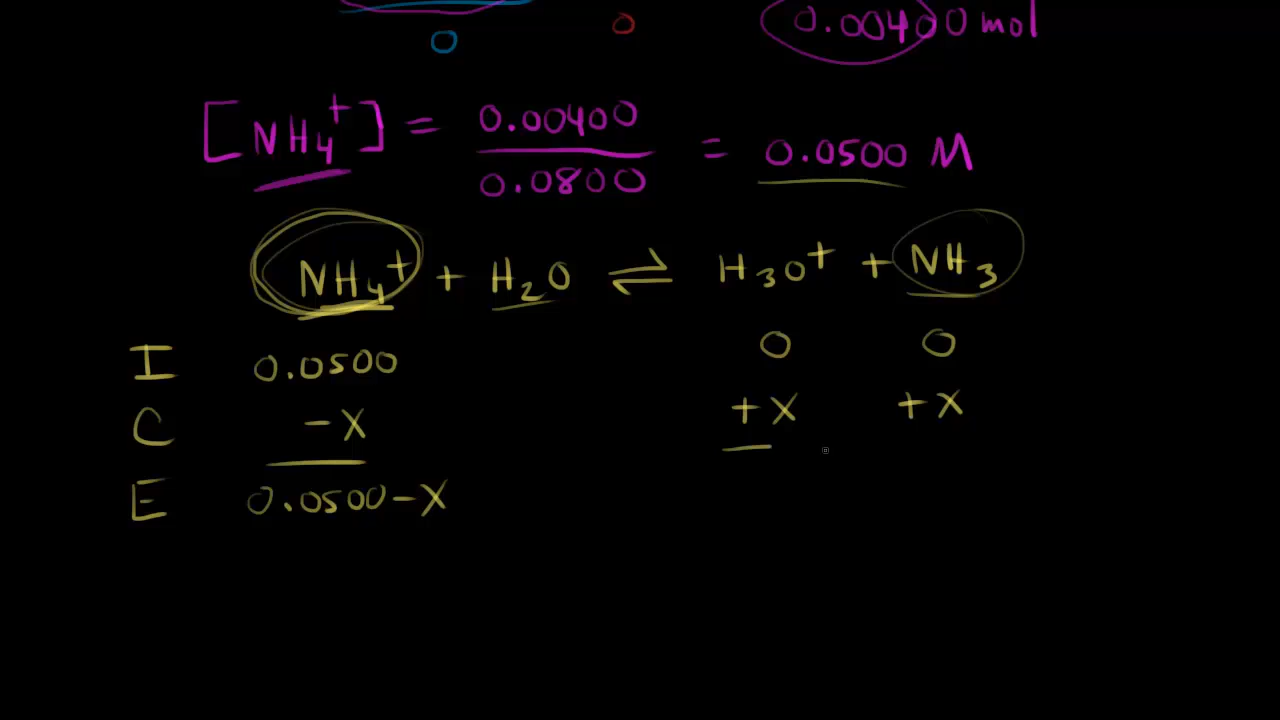 0 0 0.00400 mol
[NH₄⁺] = 0.00400 / 0.0800 = 0.0500 M
NH₄⁺ + H₂O ⇌ H₃O⁺ + NH₃
I 0.0500 0 0
C -X +X +X
E 0.0500-X